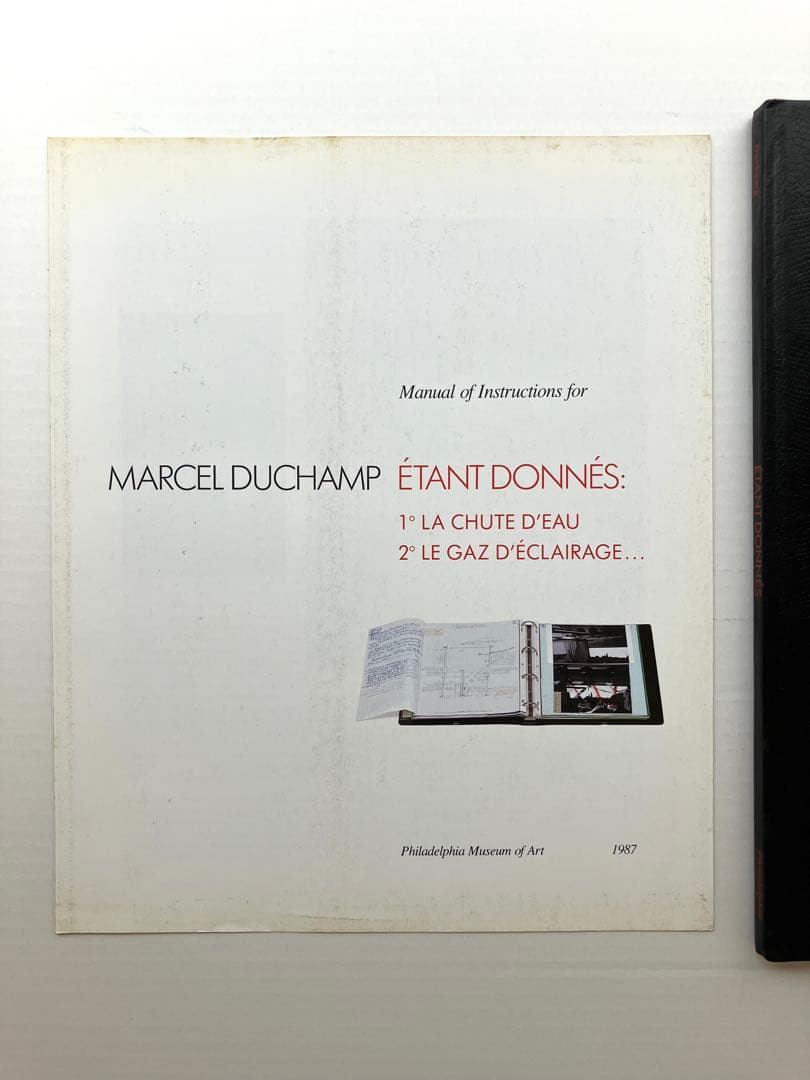 Manual of Instructions for
MARCEL DUCHAMP ÉTANT DONNÉS:
1° LA CHUTE D'EAU
2° LE GAZ D'ÉCLAIRAGE...
Philadelphia Museum of Art 1987
ÉTANT DONNÉS